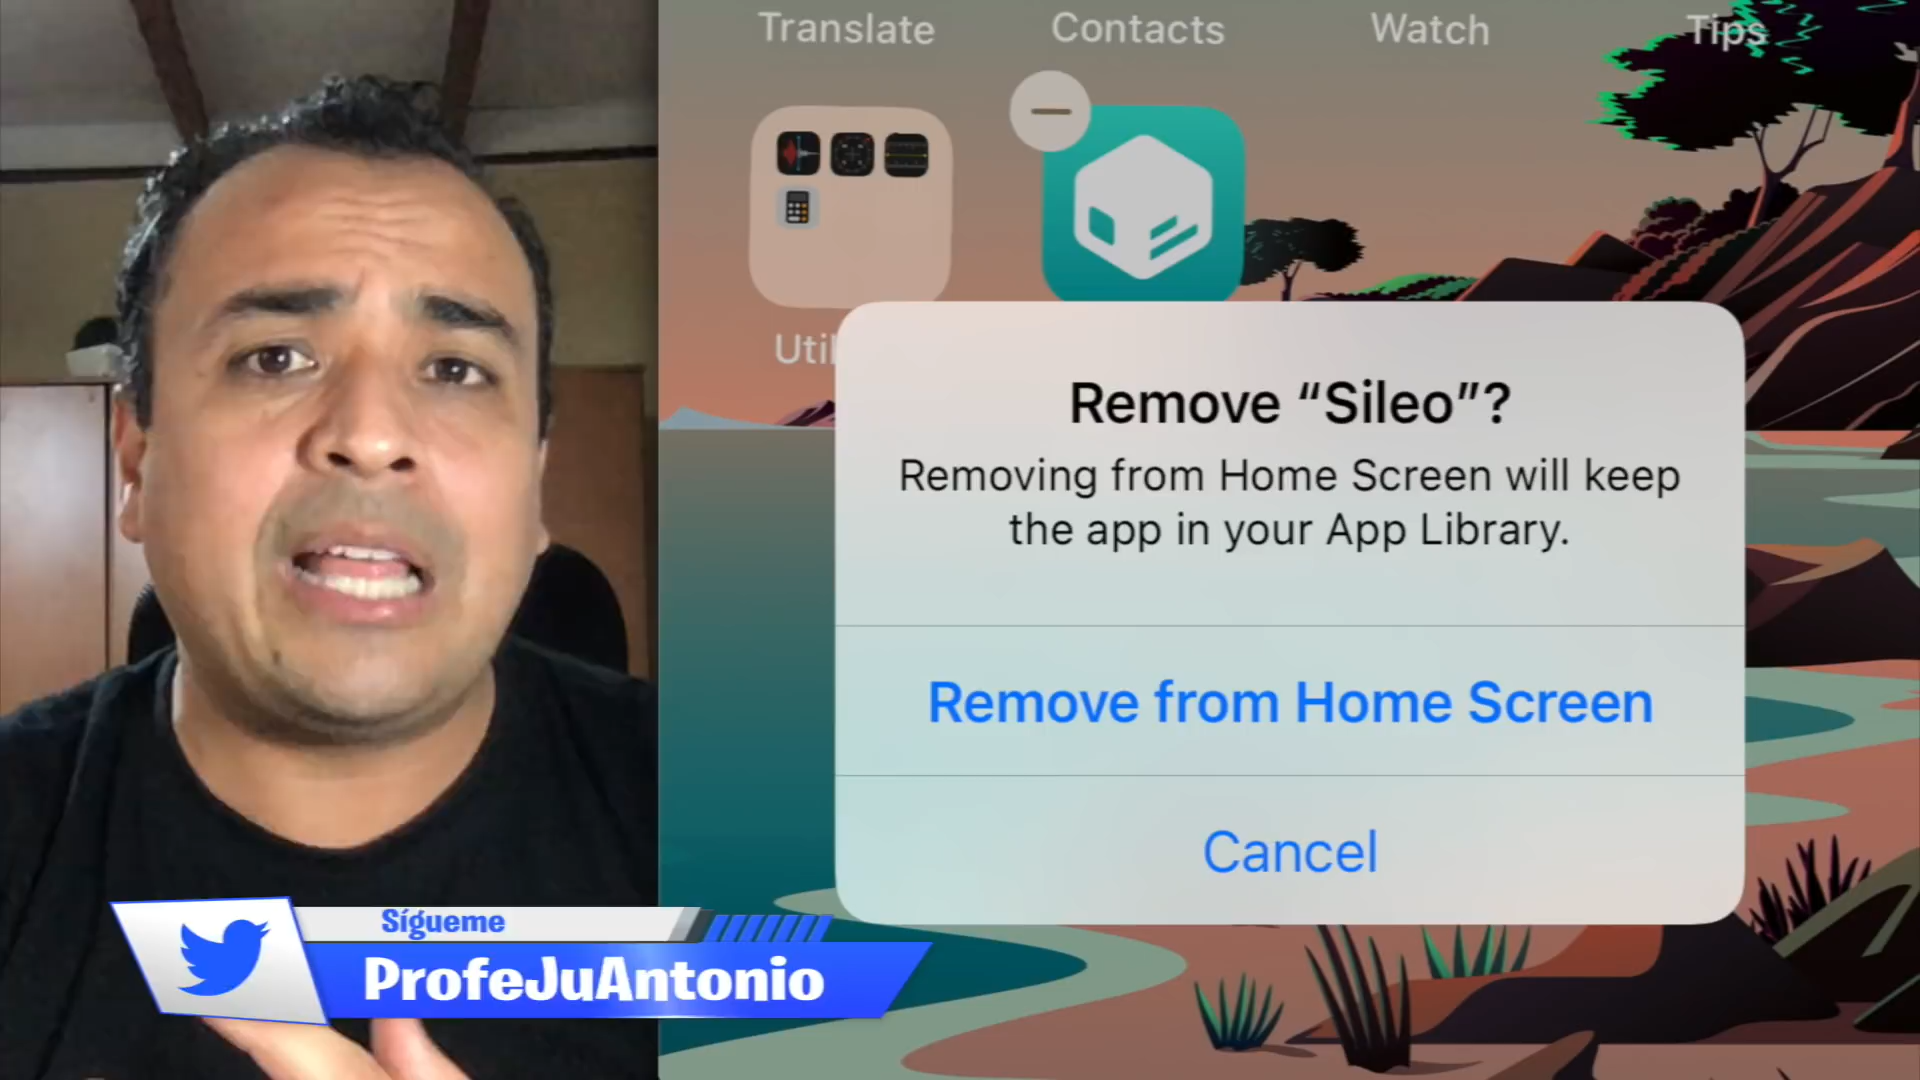 Translate
Contacts
Watch
Tips
Util
Remove “Sileo”?
Removing from Home Screen will keep
the app in your App Library.
Remove from Home Screen
Cancel
Sígueme
ProfeJuAntonio